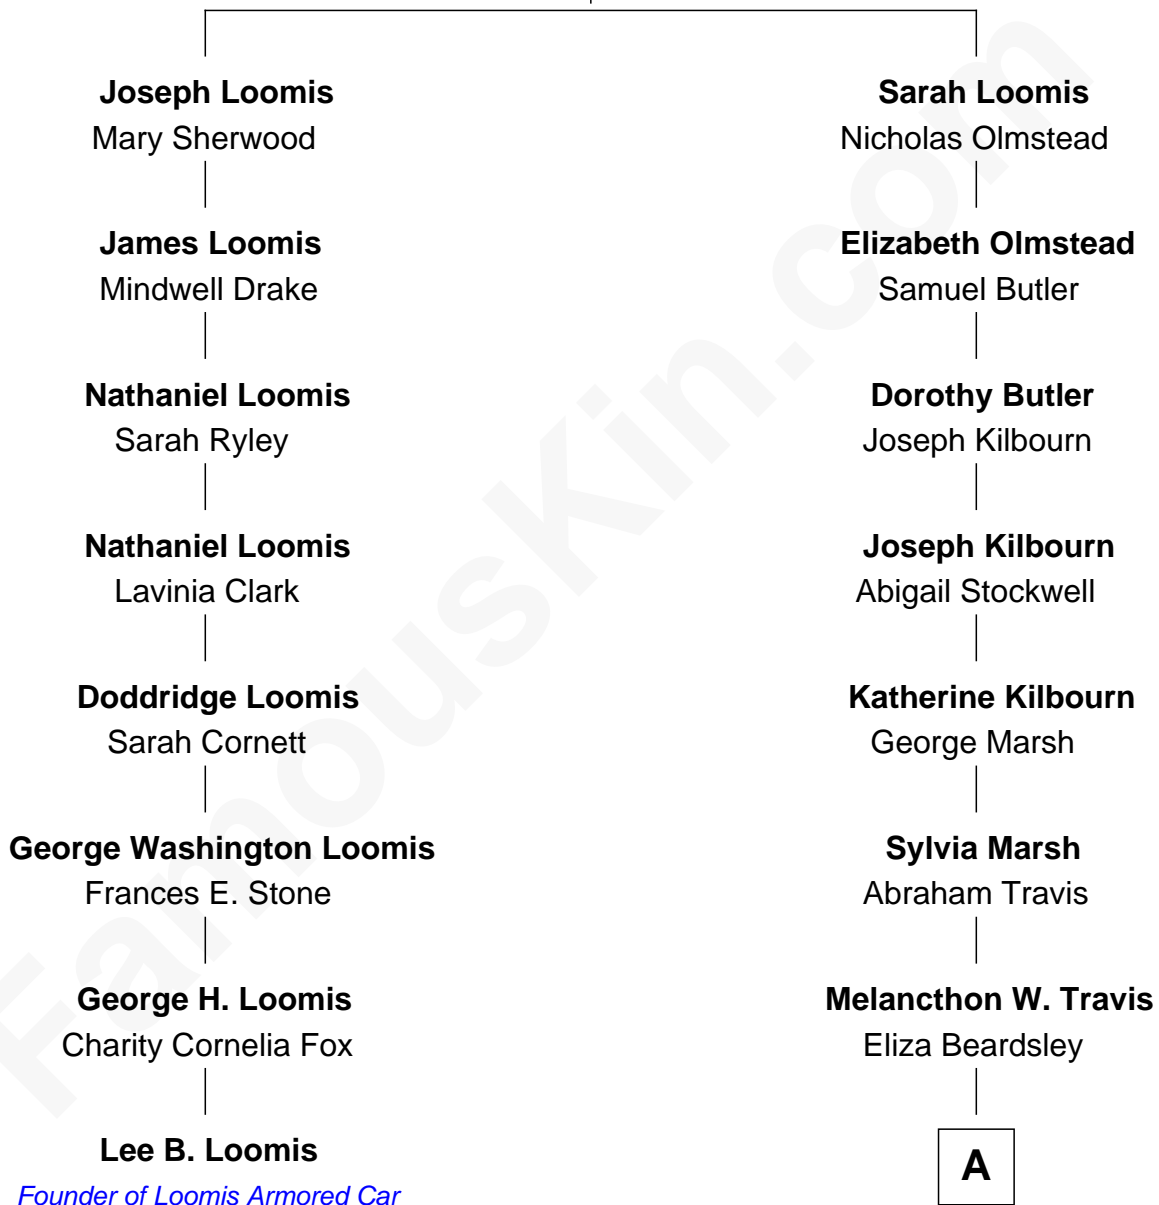 Joseph Loomis
Mary Sherwood
James Loomis
Mindwell Drake
Nathaniel Loomis
Sarah Ryley
Nathaniel Loomis
Lavinia Clark
Doddridge Loomis
Sarah Cornett
George Washington Loomis
Frances E. Stone
George H. Loomis
Charity Cornelia Fox
Lee B. Loomis
Founder of Loomis Armored Car
Sarah Loomis
Nicholas Olmstead
Elizabeth Olmstead
Samuel Butler
Dorothy Butler
Joseph Kilbourn
Joseph Kilbourn
Abigail Stockwell
Katherine Kilbourn
George Marsh
Sylvia Marsh
Abraham Travis
Melancthon W. Travis
Eliza Beardsley
A
FamousKin.com